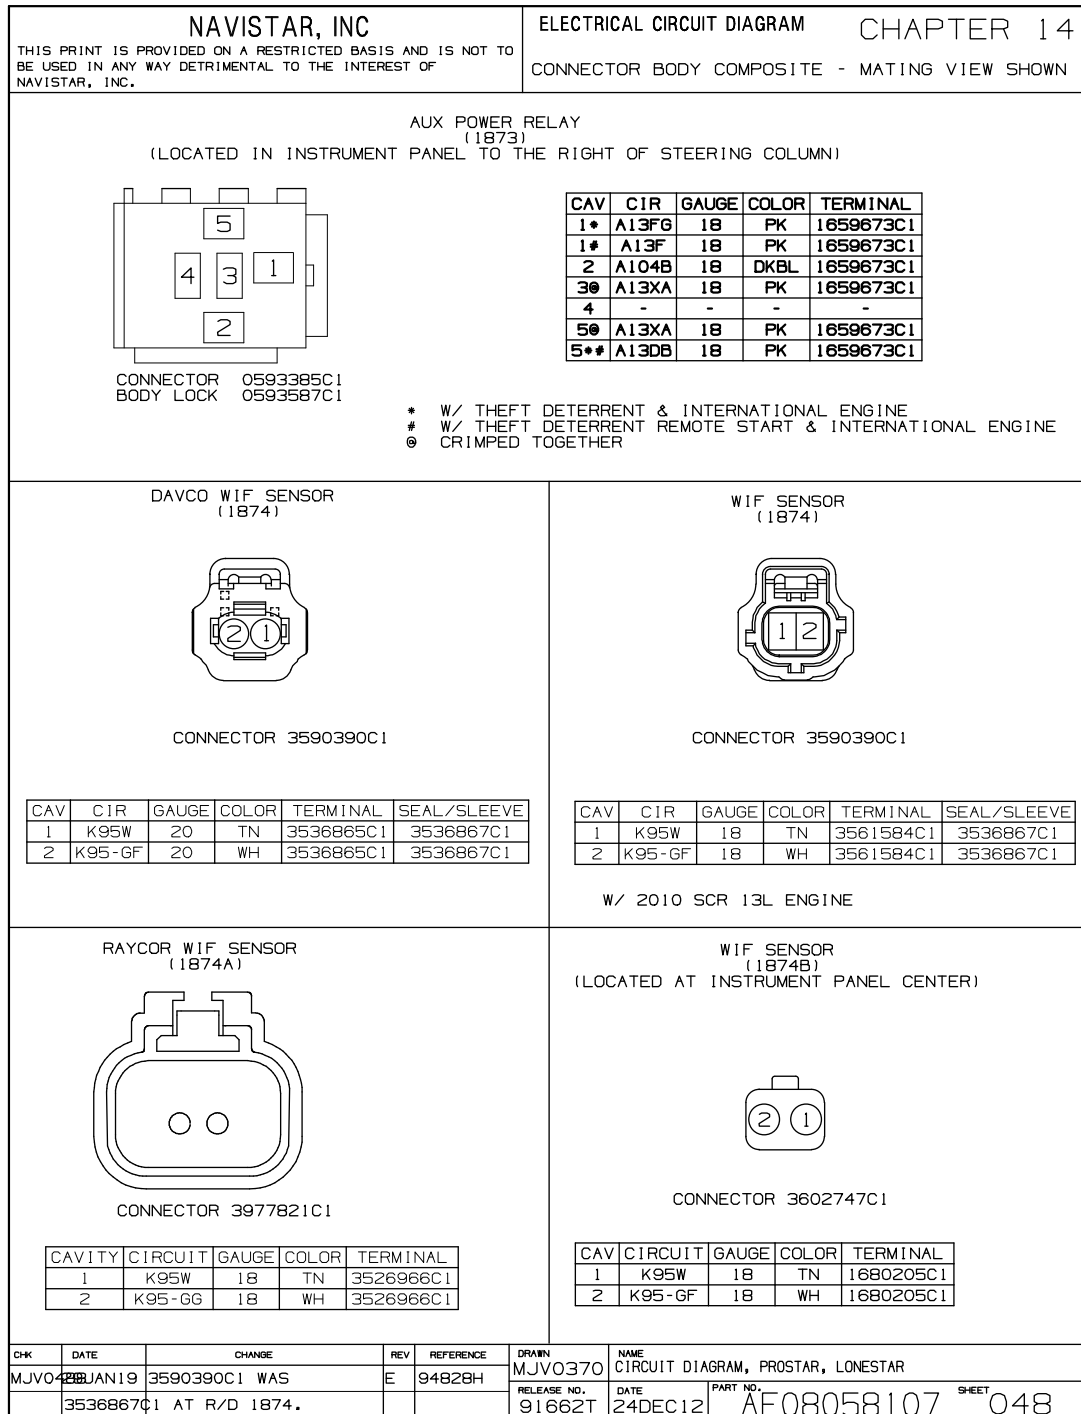 NAVISTAR, INC
THIS PRINT IS PROVIDED ON A RESTRICTED BASIS AND IS NOT TO
BE USED IN ANY WAY DETRIMENTAL TO THE INTEREST OF
NAVISTAR, INC.
ELECTRICAL CIRCUIT DIAGRAM CHAPTER 14
CONNECTOR BODY COMPOSITE - MATING VIEW SHOWN
AUX POWER RELAY
(1873)
(LOCATED IN INSTRUMENT PANEL TO THE RIGHT OF STEERING COLUMN)
5
4 3 1
2
CONNECTOR 0593385C1
BODY LOCK 0593587C1
CAV CIR GAUGE COLOR TERMINAL
1* A13FG 18 PK 1659673C1
1# A13F 18 PK 1659673C1
2 A104B 18 DKBL 1659673C1
3@ A13XA 18 PK 1659673C1
4 - - - -
5@ A13XA 18 PK 1659673C1
5*# A13DB 18 PK 1659673C1
* W/ THEFT DETERRENT & INTERNATIONAL ENGINE
# W/ THEFT DETERRENT REMOTE START & INTERNATIONAL ENGINE
@ CRIMPED TOGETHER
DAVCO WIF SENSOR
(1874)
2 1
CONNECTOR 3590390C1
CAV CIR GAUGE COLOR TERMINAL SEAL/SLEEVE
1 K95W 20 TN 3536865C1 3536867C1
2 K95-GF 20 WH 3536865C1 3536867C1
WIF SENSOR
(1874)
1 2
CONNECTOR 3590390C1
CAV CIR GAUGE COLOR TERMINAL SEAL/SLEEVE
1 K95W 18 TN 3561584C1 3536867C1
2 K95-GF 18 WH 3561584C1 3536867C1
W/ 2010 SCR 13L ENGINE
RAYCOR WIF SENSOR
(1874A)
CONNECTOR 3977821C1
CAVITY CIRCUIT GAUGE COLOR TERMINAL
1 K95W 18 TN 3526966C1
2 K95-GG 18 WH 3526966C1
WIF SENSOR
(1874B)
(LOCATED AT INSTRUMENT PANEL CENTER)
2 1
CONNECTOR 3602747C1
CAV CIRCUIT GAUGE COLOR TERMINAL
1 K95W 18 TN 1680205C1
2 K95-GF 18 WH 1680205C1
CHK DATE CHANGE REV REFERENCE
3590390C1 WAS E 94828H
3536867C1 AT R/D 1874.
DRAWN
MJV0370
NAME
CIRCUIT DIAGRAM, PROSTAR, LONESTAR
RELEASE NO.
91662T
DATE
24DEC12
PART NO.
AF08058107
SHEET
048